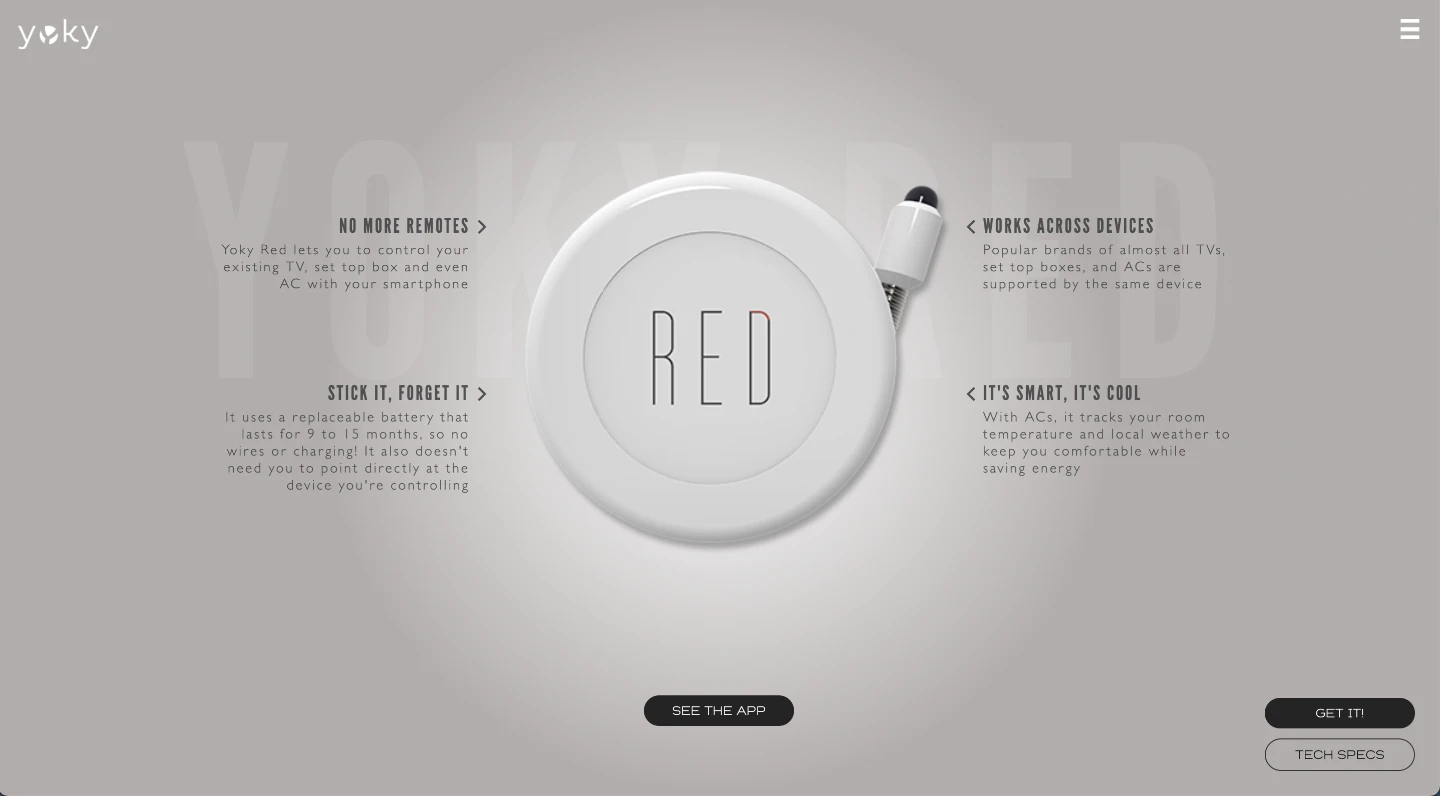 yoky
YOKY RED
NO MORE REMOTES
Yoky Red lets you to control your
existing TV, set top box and even
AC with your smartphone
STICK IT, FORGET IT
It uses a replaceable battery that
lasts for 9 to 15 months, so no
wires or charging! It also doesn't
need you to point directly at the
device you're controlling
RED
WORKS ACROSS DEVICES
Popular brands of almost all TVs,
set top boxes, and ACs are
supported by the same device
IT'S SMART, IT'S COOL
With ACs, it tracks your room
temperature and local weather to
keep you comfortable while
saving energy
SEE THE APP
GET IT!
TECH SPECS